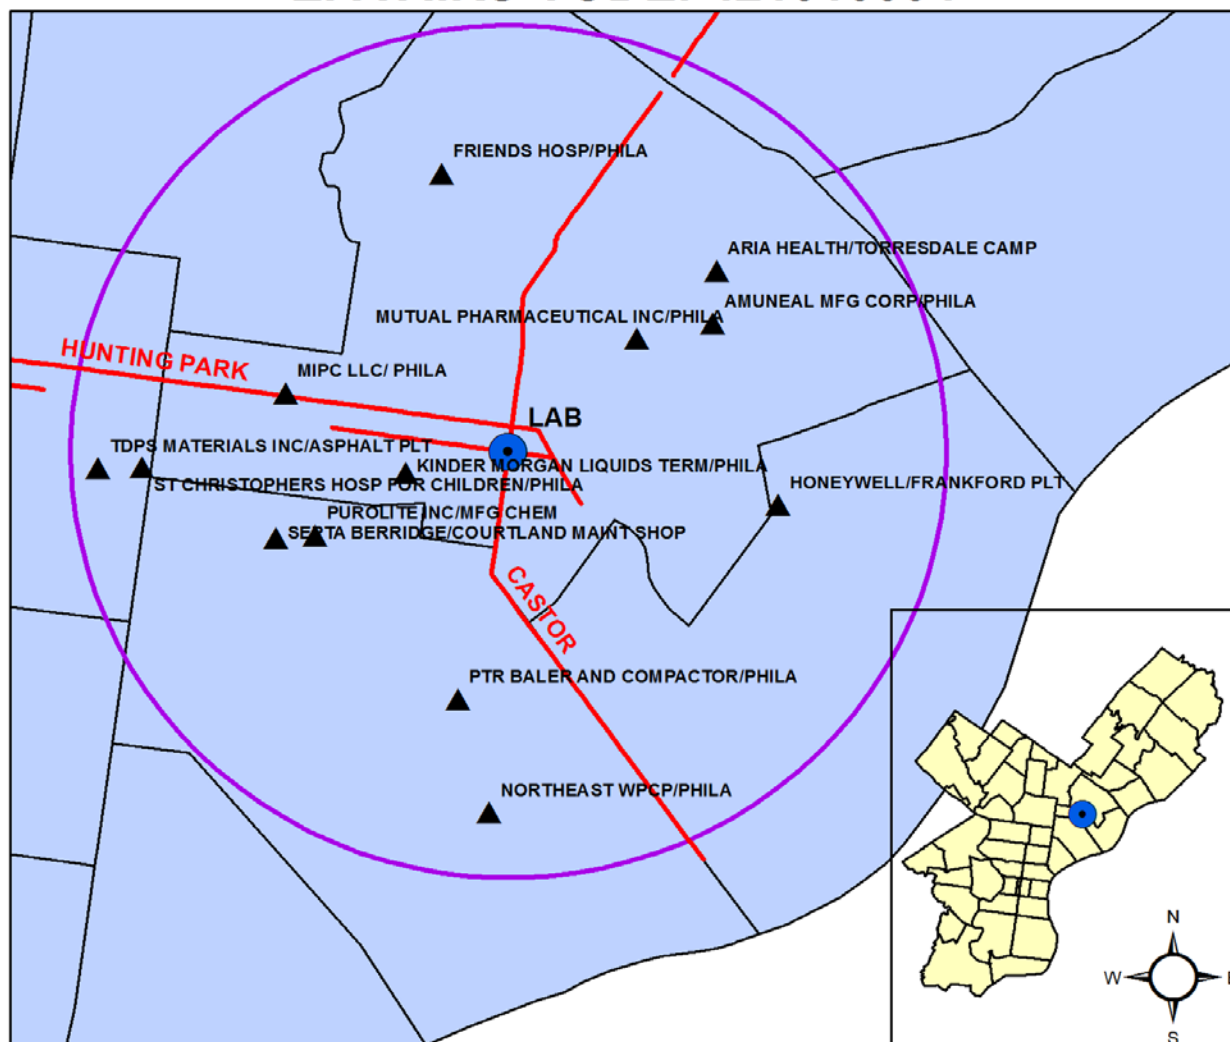 FRIENDS HOSP/PHILA
ARIA HEALTH/TORRESDALE CAMP
AMUNEAL MFG CORP/PHILA
MUTUAL PHARMACEUTICAL INC/PHILA
HUNTING PARK
MIPC LLC/ PHILA
LAB
TDPS MATERIALS INC/ASPHALT PLT
KINDER MORGAN LIQUIDS TERM/PHILA
ST CHRISTOPHERS HOSP FOR CHILDREN/PHILA
HONEYWELL/FRANKFORD PLT
PUROLITE INC/MFG CHEM
SEPTA BERRIDGE/COURTLAND MAINT SHOP
CASTOR
PTR BALER AND COMPACTOR/PHILA
NORTHEAST WPCP/PHILA
N
W
S